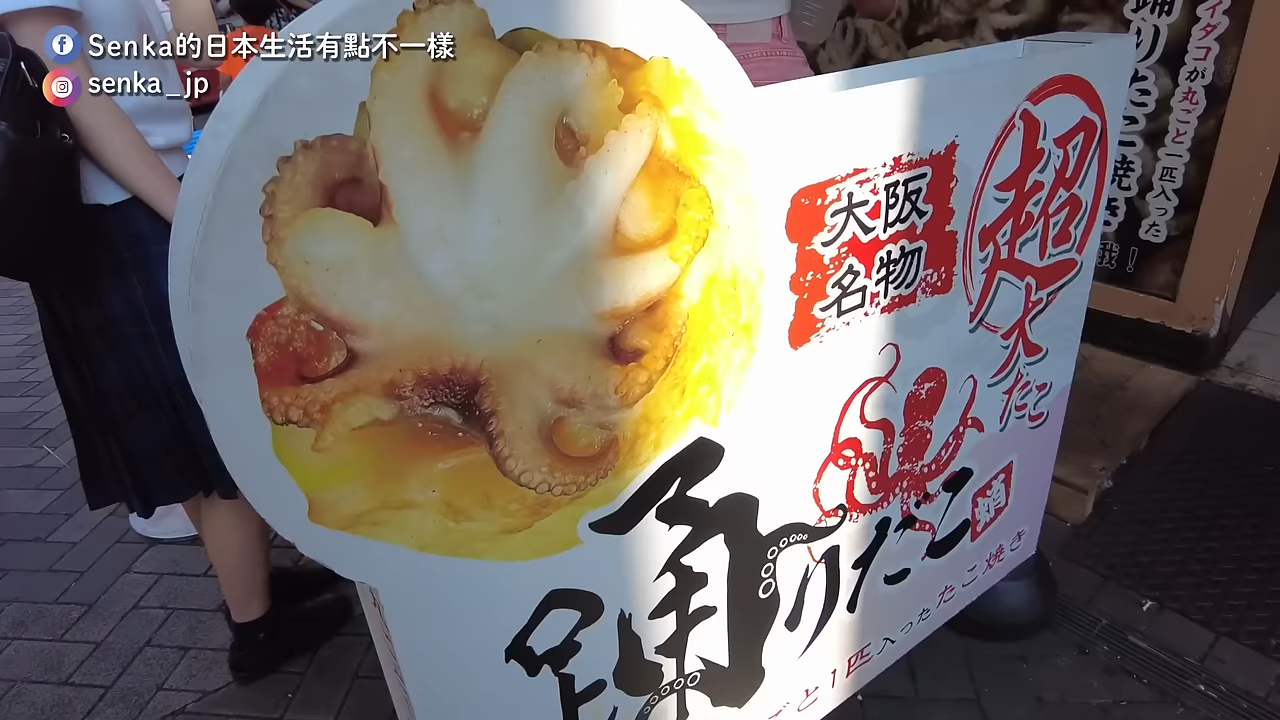 Senka的日本生活有點不一樣
senka_jp
大阪
名物
超大たこ
踊りたこ
ごと1匹入ったたこ焼き
イダコが丸ごと一匹入った
踊りたこ焼き
我!